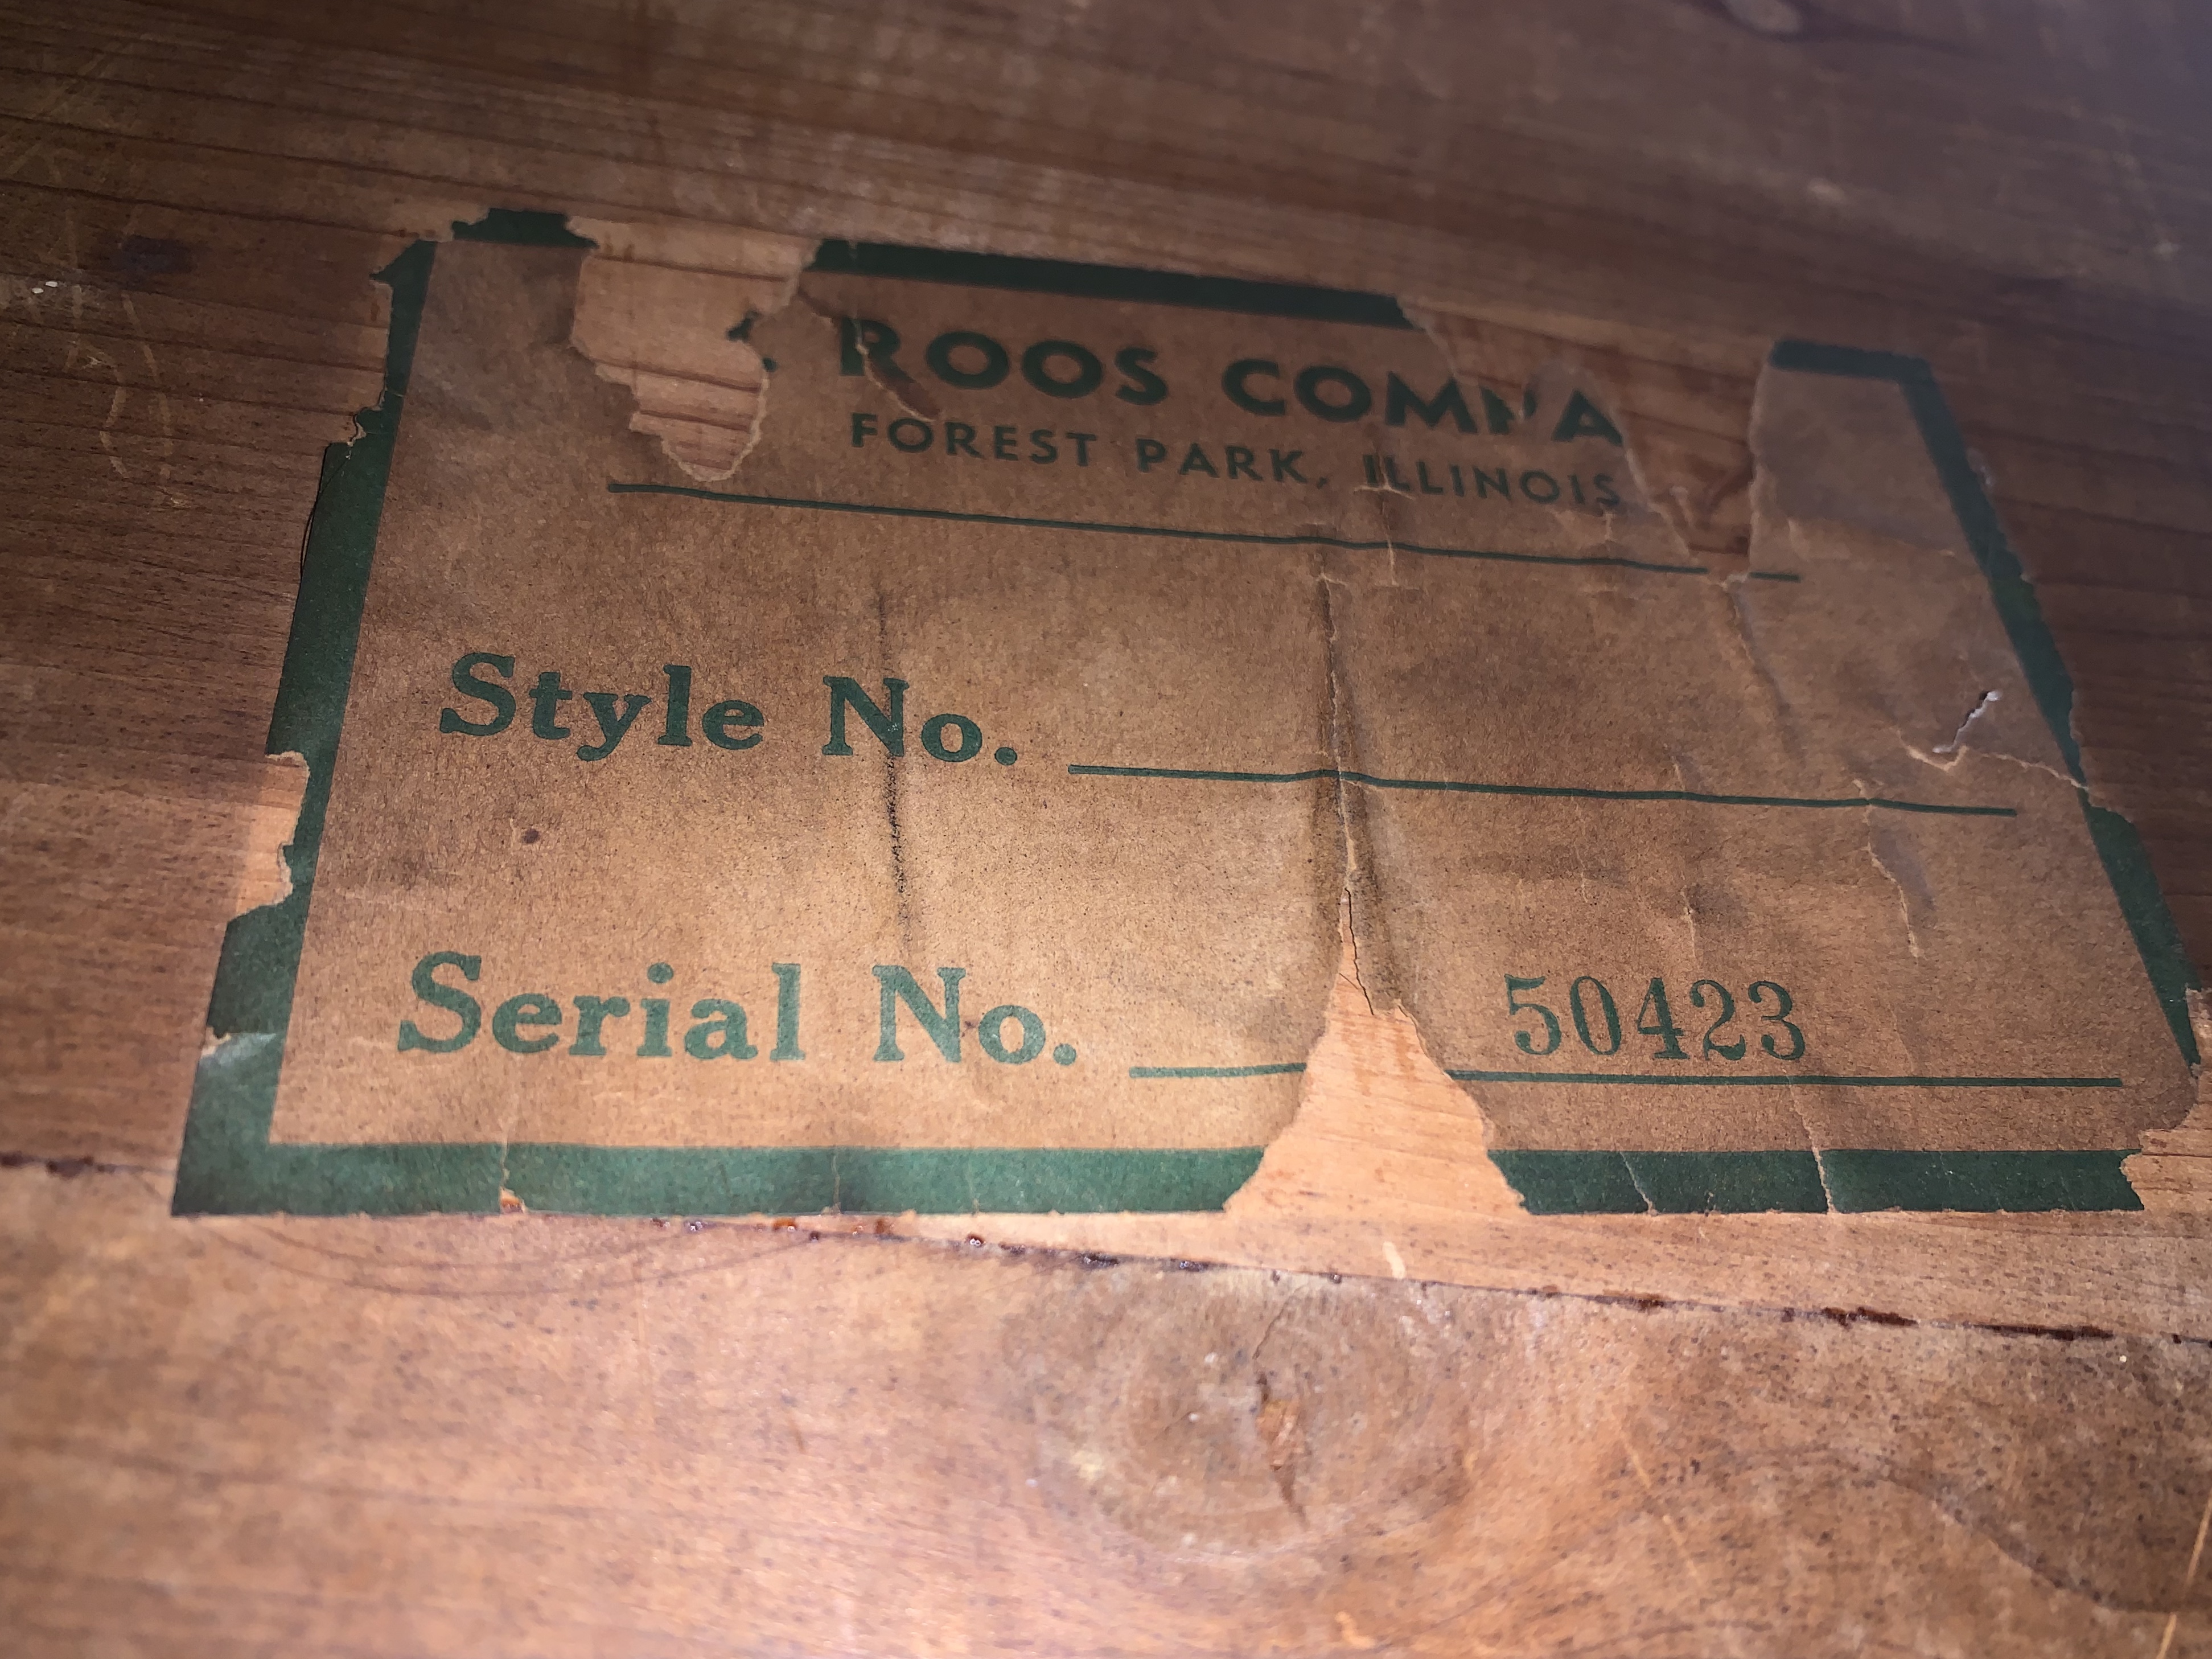 ROOS COMPA
FOREST PARK, ILLINOIS
Style No.
Serial No. 50423